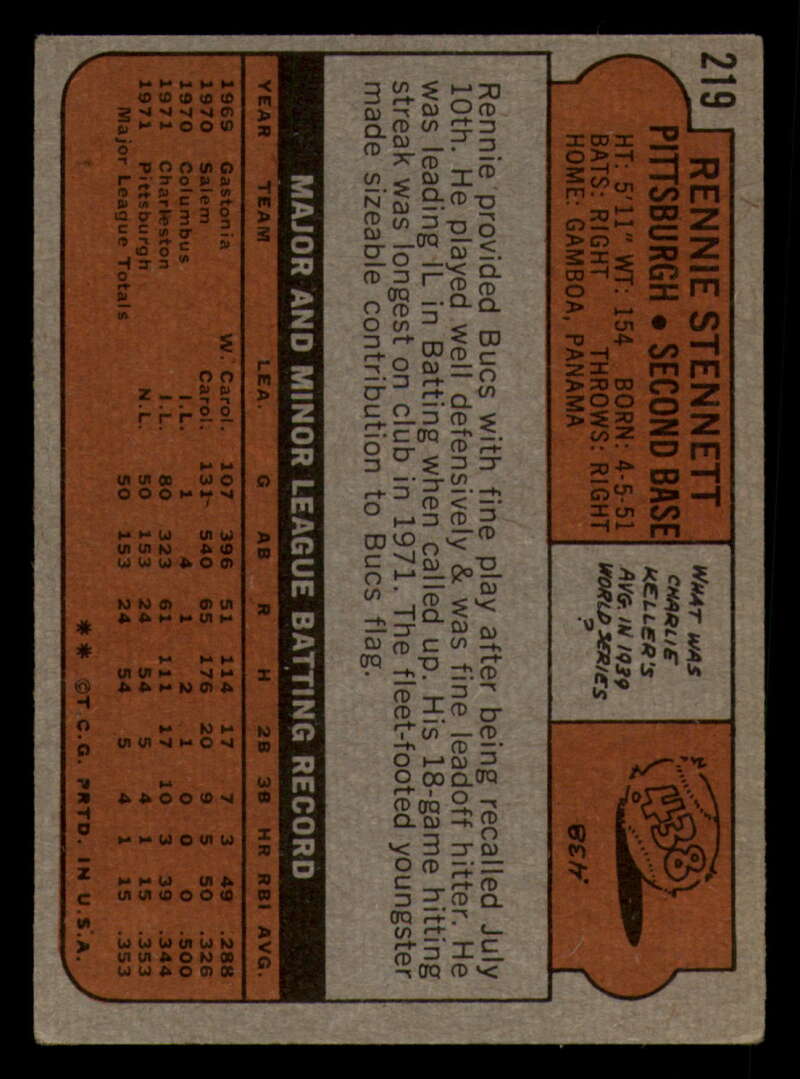 219
RENNIE STENNETT
PITTSBURGH • SECOND BASE
HT: 5'11" WT: 154 BORN: 4-5-51
BATS: RIGHT THROWS: RIGHT
HOME: GAMBOA, PANAMA
WHAT WAS
CHARLIE
KELLER'S
AVG. IN 1939
WORLD SERIES
?
.438
.438
Rennie provided Bucs with fine play after being recalled July
10th. He played well defensively & was fine leadoff hitter. He
was leading IL in Batting when called up. His 18-game hitting
streak was longest on club in 1971. The fleet-footed youngster
made sizeable contribution to Bucs flag.
MAJOR AND MINOR LEAGUE BATTING RECORD
YEAR TEAM LEA. G AB R H 2B 3B HR RBI AVG.
1969 Gastonia W. Carol. 107 396 51 114 17 7 3 49 .288
1970 Salem Carol. 131 540 65 176 20 9 5 50 .326
1970 Columbus I.L. 1 4 1 2 1 0 0 0 .500
1971 Charleston I.L. 80 323 61 111 17 10 3 39 .344
1971 Pittsburgh N.L. 50 153 24 54 5 4 1 15 .353
Major League Totals 50 153 24 54 5 4 1 15 .353
** ©T.C.G. PRTD. IN U.S.A.